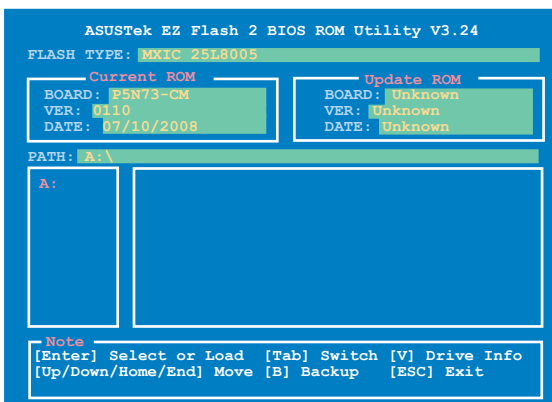 ASUSTek EZ Flash 2 BIOS ROM Utility V3.24
FLASH TYPE: MXIC 25L8005
Current ROM
BOARD: P5N73-CM
VER: 0110
DATE: 07/10/2008
Update ROM
BOARD: Unknown
VER: Unknown
DATE: Unknown
PATH: A:\
A:
Note
[Enter] Select or Load [Tab] Switch [V] Drive Info
[Up/Down/Home/End] Move [B] Backup [ESC] Exit